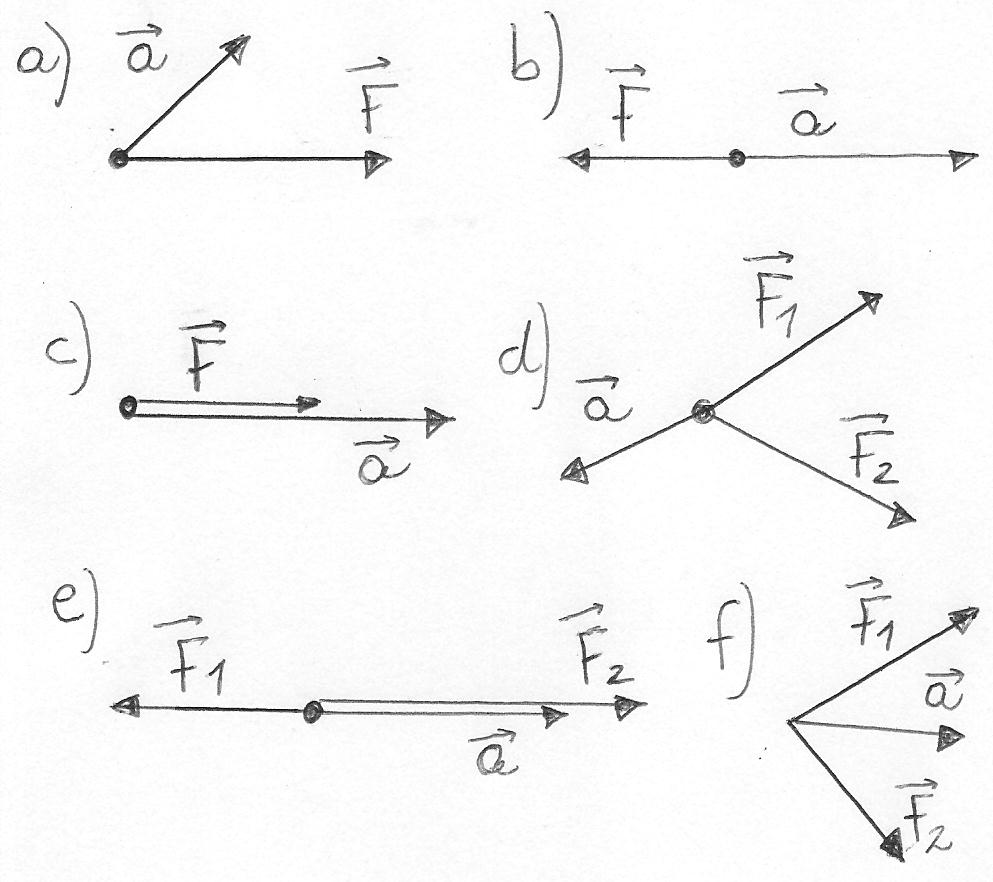 a) a⃗ F⃗
b) F⃗ a⃗
c) F⃗ a⃗
d) a⃗ F⃗₁ F⃗₂
e) F⃗₁ F⃗₂ a⃗
f) F⃗₁ a⃗ F⃗₂